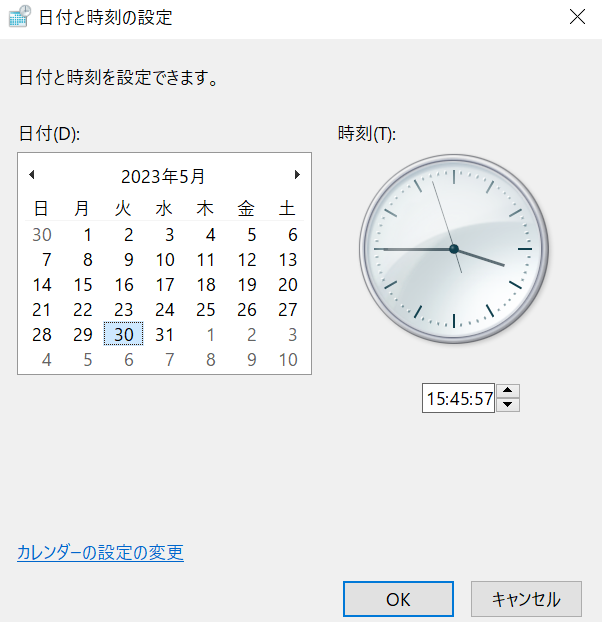 日付と時刻の設定
日付と時刻を設定できます。
日付(D):
2023年5月
日 月 火 水 木 金 土
30 1 2 3 4 5 6
7 8 9 10 11 12 13
14 15 16 17 18 19 20
21 22 23 24 25 26 27
28 29 30 31 1 2 3
4 5 6 7 8 9 10
時刻(T):
15:45:57
カレンダーの設定の変更
OK キャンセル